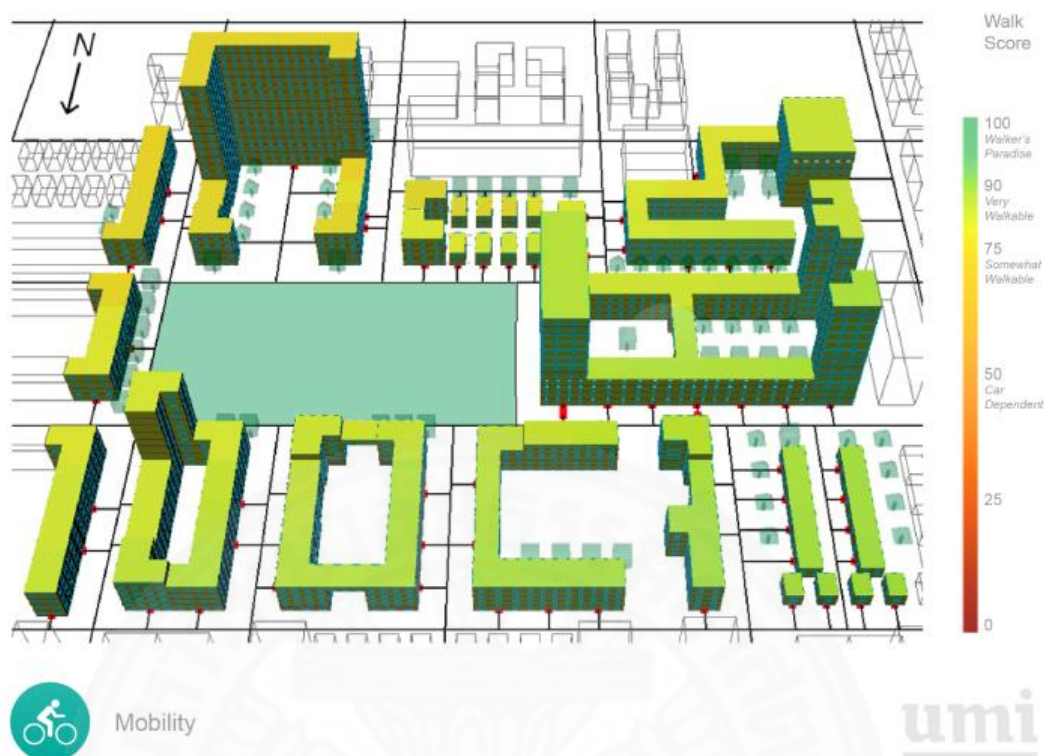 N
Walk
Score
100
Walker's
Paradise
90
Very
Walkable
75
Somewhat
Walkable
50
Car
Dependent
25
0
Mobility
umi